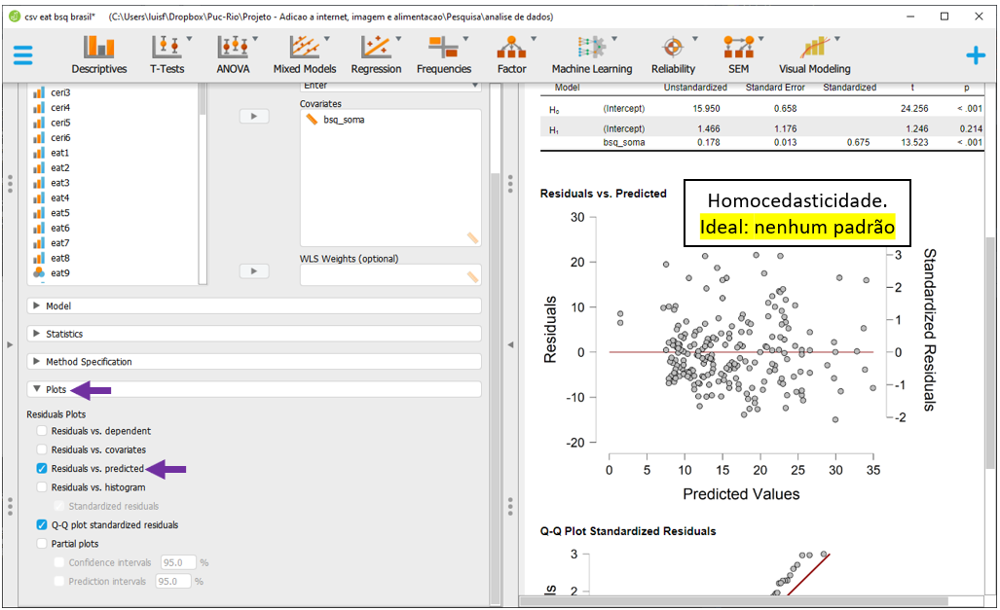 csv eat bsq brasil* (C:\Users\luisf\Dropbox\Puc-Rio\Projeto - Adicao a internet, imagem e alimentacao\Pesquisa\analise de dados)
Descriptives T-Tests ANOVA Mixed Models Regression Frequencies Factor Machine Learning Reliability SEM Visual Modeling
ceri3
ceri4
ceri5
ceri6
eat1
eat2
eat3
eat4
eat5
eat6
eat7
eat8
eat9
Enter
Covariates
bsq_soma
WLS Weights (optional)
Model
Statistics
Method Specification
Plots
Residuals Plots
Residuals vs. dependent
Residuals vs. covariates
Residuals vs. predicted
Residuals vs. histogram
Standardized residuals
Q-Q plot standardized residuals
Partial plots
Confidence intervals 95.0 %
Prediction intervals 95.0 %
Model Unstandardized Standard Error Standardized t p
H₀ (Intercept) 15.950 0.658 24.256 < .001
H₁ (Intercept) 1.466 1.176 1.246 0.214
bsq_soma 0.178 0.013 0.675 13.523 < .001
Residuals vs. Predicted
Homocedasticidade.
Ideal: nenhum padrão
30
20
10
0
-10
-20
Residuals
3
2
1
0
-1
-2
Standardized Residuals
0 5 10 15 20 25 30 35
Predicted Values
Q-Q Plot Standardized Residuals
3
2